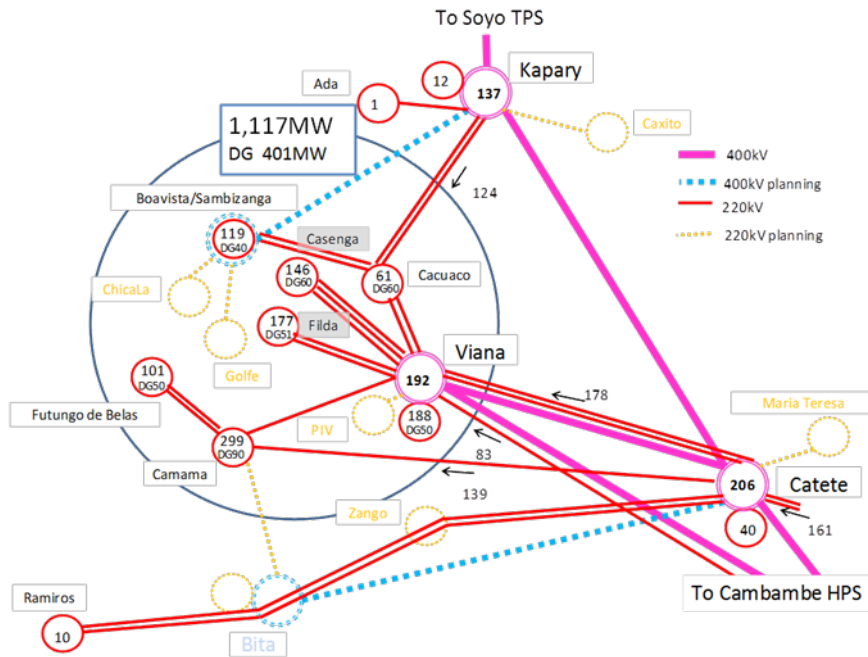 To Soyo TPS
Kapary
12
137
Ada
1
1,117MW
DG 401MW
Caxito
400kV
400kV planning
220kV
220kV planning
124
Boavista/Sambizanga
119
DG40
Casenga
146
DG60
61
DG60
Cacuaco
ChicaLa
177
DG51
Filda
Viana
Golfe
192
101
DG50
178
Maria Teresa
188
DG50
PIV
Futungo de Belas
299
DG90
83
Camama
206
Catete
139
Zango
40
161
To Cambambe HPS
Ramiros
10
Bita